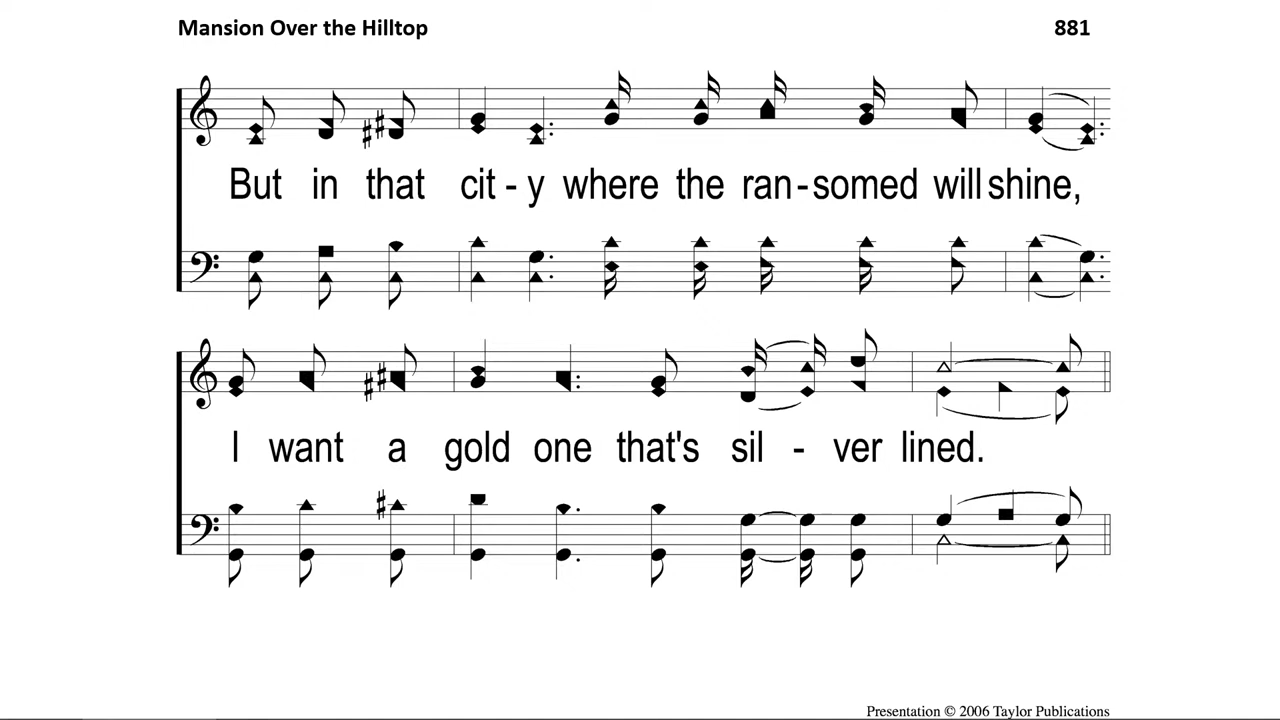 Mansion Over the Hilltop 881
But in that cit - y where the ran - somed will shine,
I want a gold one that's sil - ver lined.
Presentation © 2006 Taylor Publications